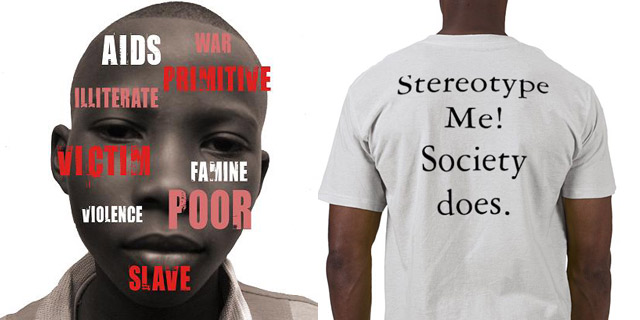 AIDS
WAR
PRIMITIVE
ILLITERATE
VICTIM
FAMINE
VIOLENCE
POOR
SLAVE
Stereotype
Me!
Society
does.